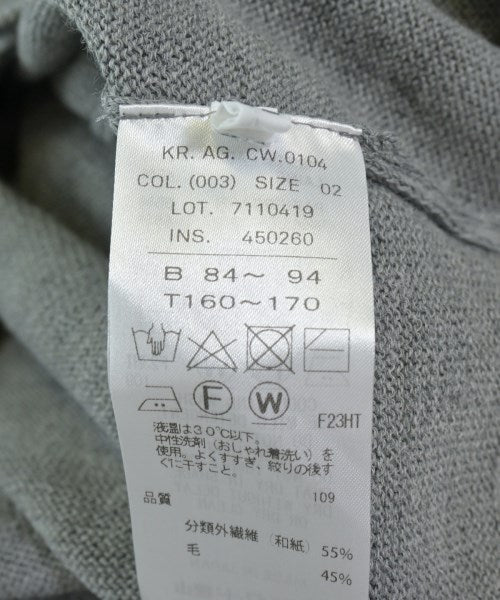 KR. AG. CW.0104
COL. (003) SIZE 02
LOT. 7110419
INS. 450260
B 84～ 94
T160～170
F W
F23HT
液温は30℃以下。
中性洗剤（おしゃれ着洗い）を
使用。よくすすぎ、絞りの後す
ぐに干すこと。
109
品質
分類外繊維（和紙） 55%
毛 45%